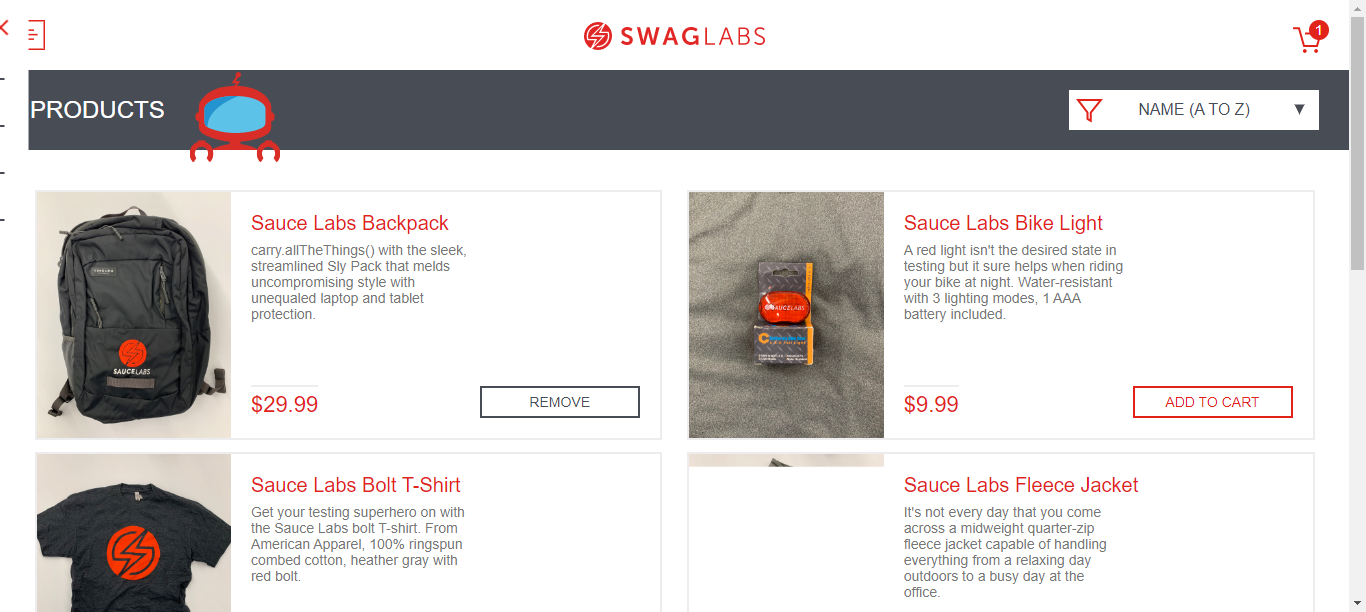 SWAGLABS
1
PRODUCTS
NAME (A TO Z)
Sauce Labs Backpack
carry.allTheThings() with the sleek,
streamlined Sly Pack that melds
uncompromising style with
unequaled laptop and tablet
protection.
$29.99
REMOVE
SAUCELABS
Sauce Labs Bike Light
A red light isn't the desired state in
testing but it sure helps when riding
your bike at night. Water-resistant
with 3 lighting modes, 1 AAA
battery included.
$9.99
ADD TO CART
SAUCELABS
Sauce Labs Bolt T-Shirt
Get your testing superhero on with
the Sauce Labs bolt T-shirt. From
American Apparel, 100% ringspun
combed cotton, heather gray with
red bolt.
Sauce Labs Fleece Jacket
It's not every day that you come
across a midweight quarter-zip
fleece jacket capable of handling
everything from a relaxing day
outdoors to a busy day at the
office.